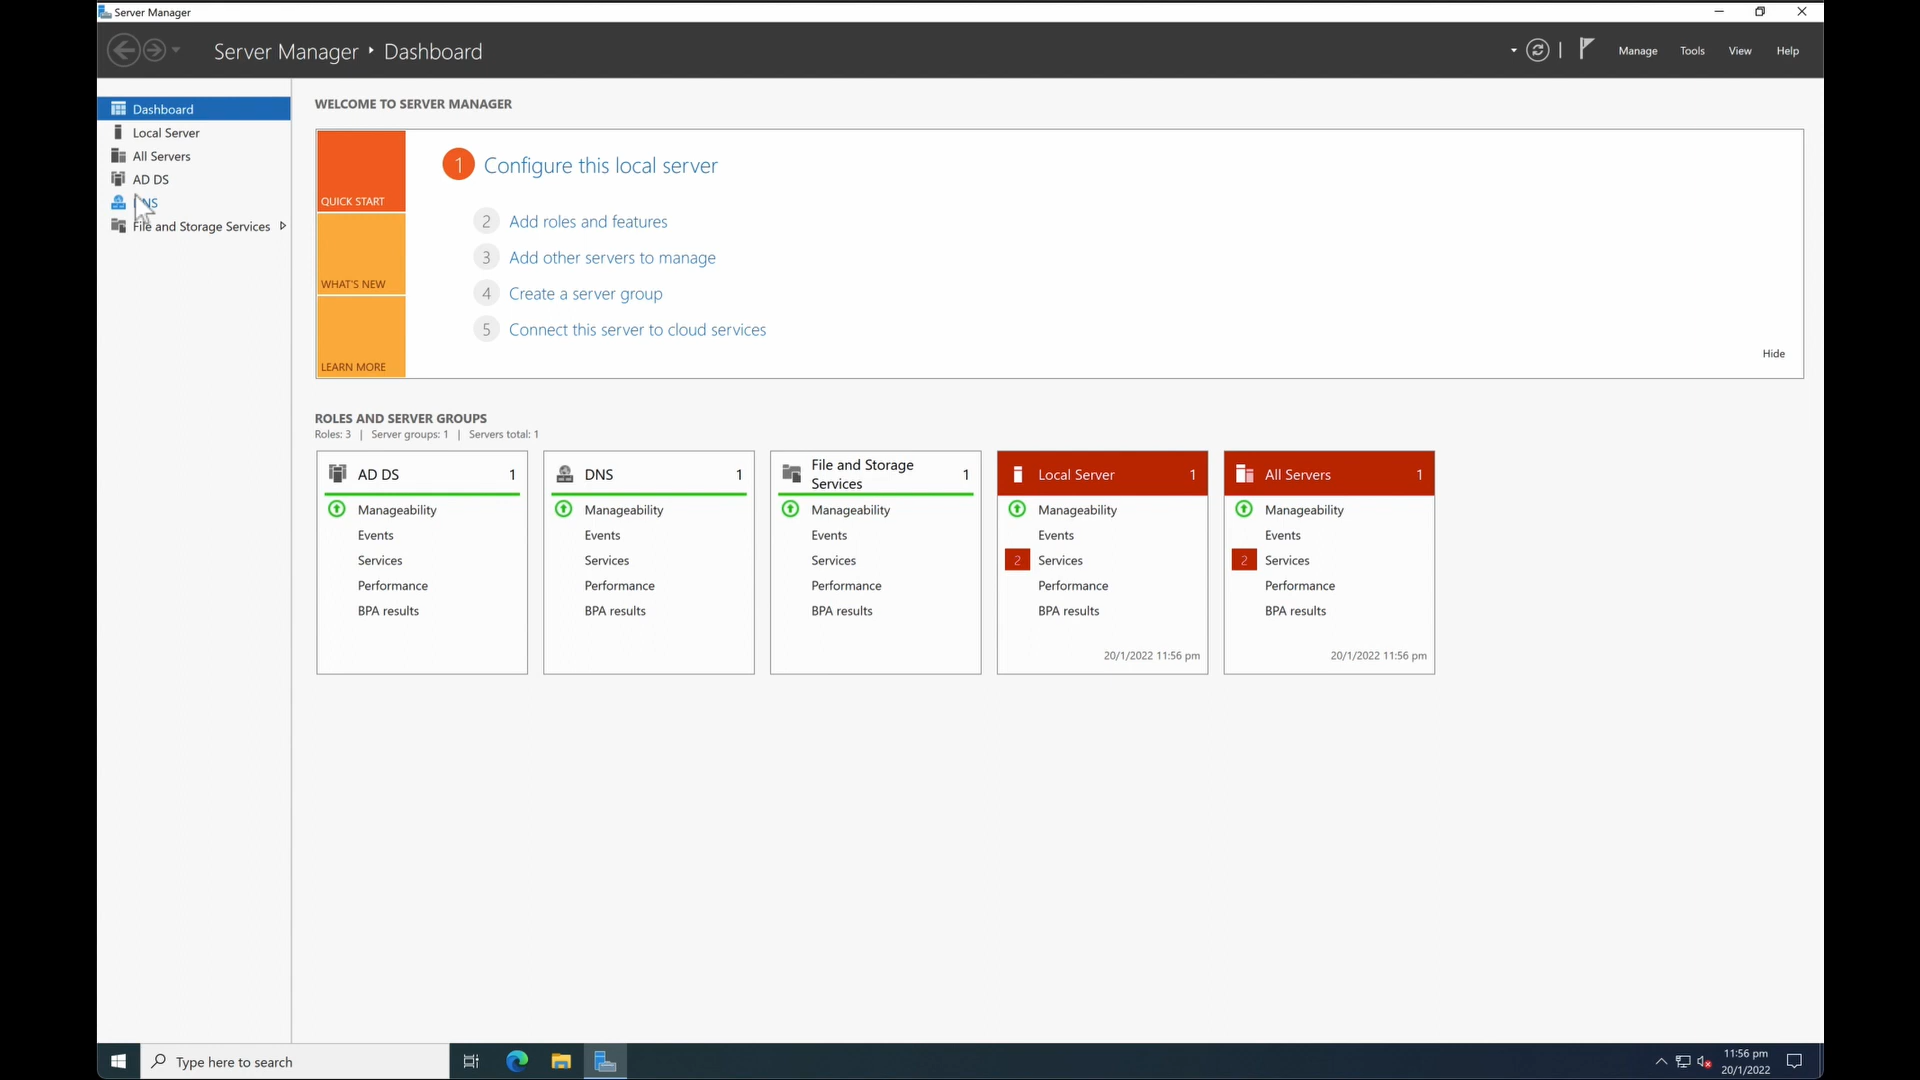 Server Manager
Server Manager ‣ Dashboard
Manage
Tools
View
Help
Dashboard
Local Server
All Servers
AD DS
File and Storage Services
WELCOME TO SERVER MANAGER
QUICK START
WHAT'S NEW
LEARN MORE
1 Configure this local server
2 Add roles and features
3 Add other servers to manage
4 Create a server group
5 Connect this server to cloud services
Hide
ROLES AND SERVER GROUPS
Roles: 3 | Server groups: 1 | Servers total: 1
AD DS 1
Manageability
Events
Services
Performance
BPA results
DNS 1
Manageability
Events
Services
Performance
BPA results
File and Storage
Services 1
Manageability
Events
Services
Performance
BPA results
Local Server 1
Manageability
Events
2 Services
Performance
BPA results
20/1/2022 11:56 pm
All Servers 1
Manageability
Events
2 Services
Performance
BPA results
20/1/2022 11:56 pm
Type here to search
11:56 pm
20/1/2022